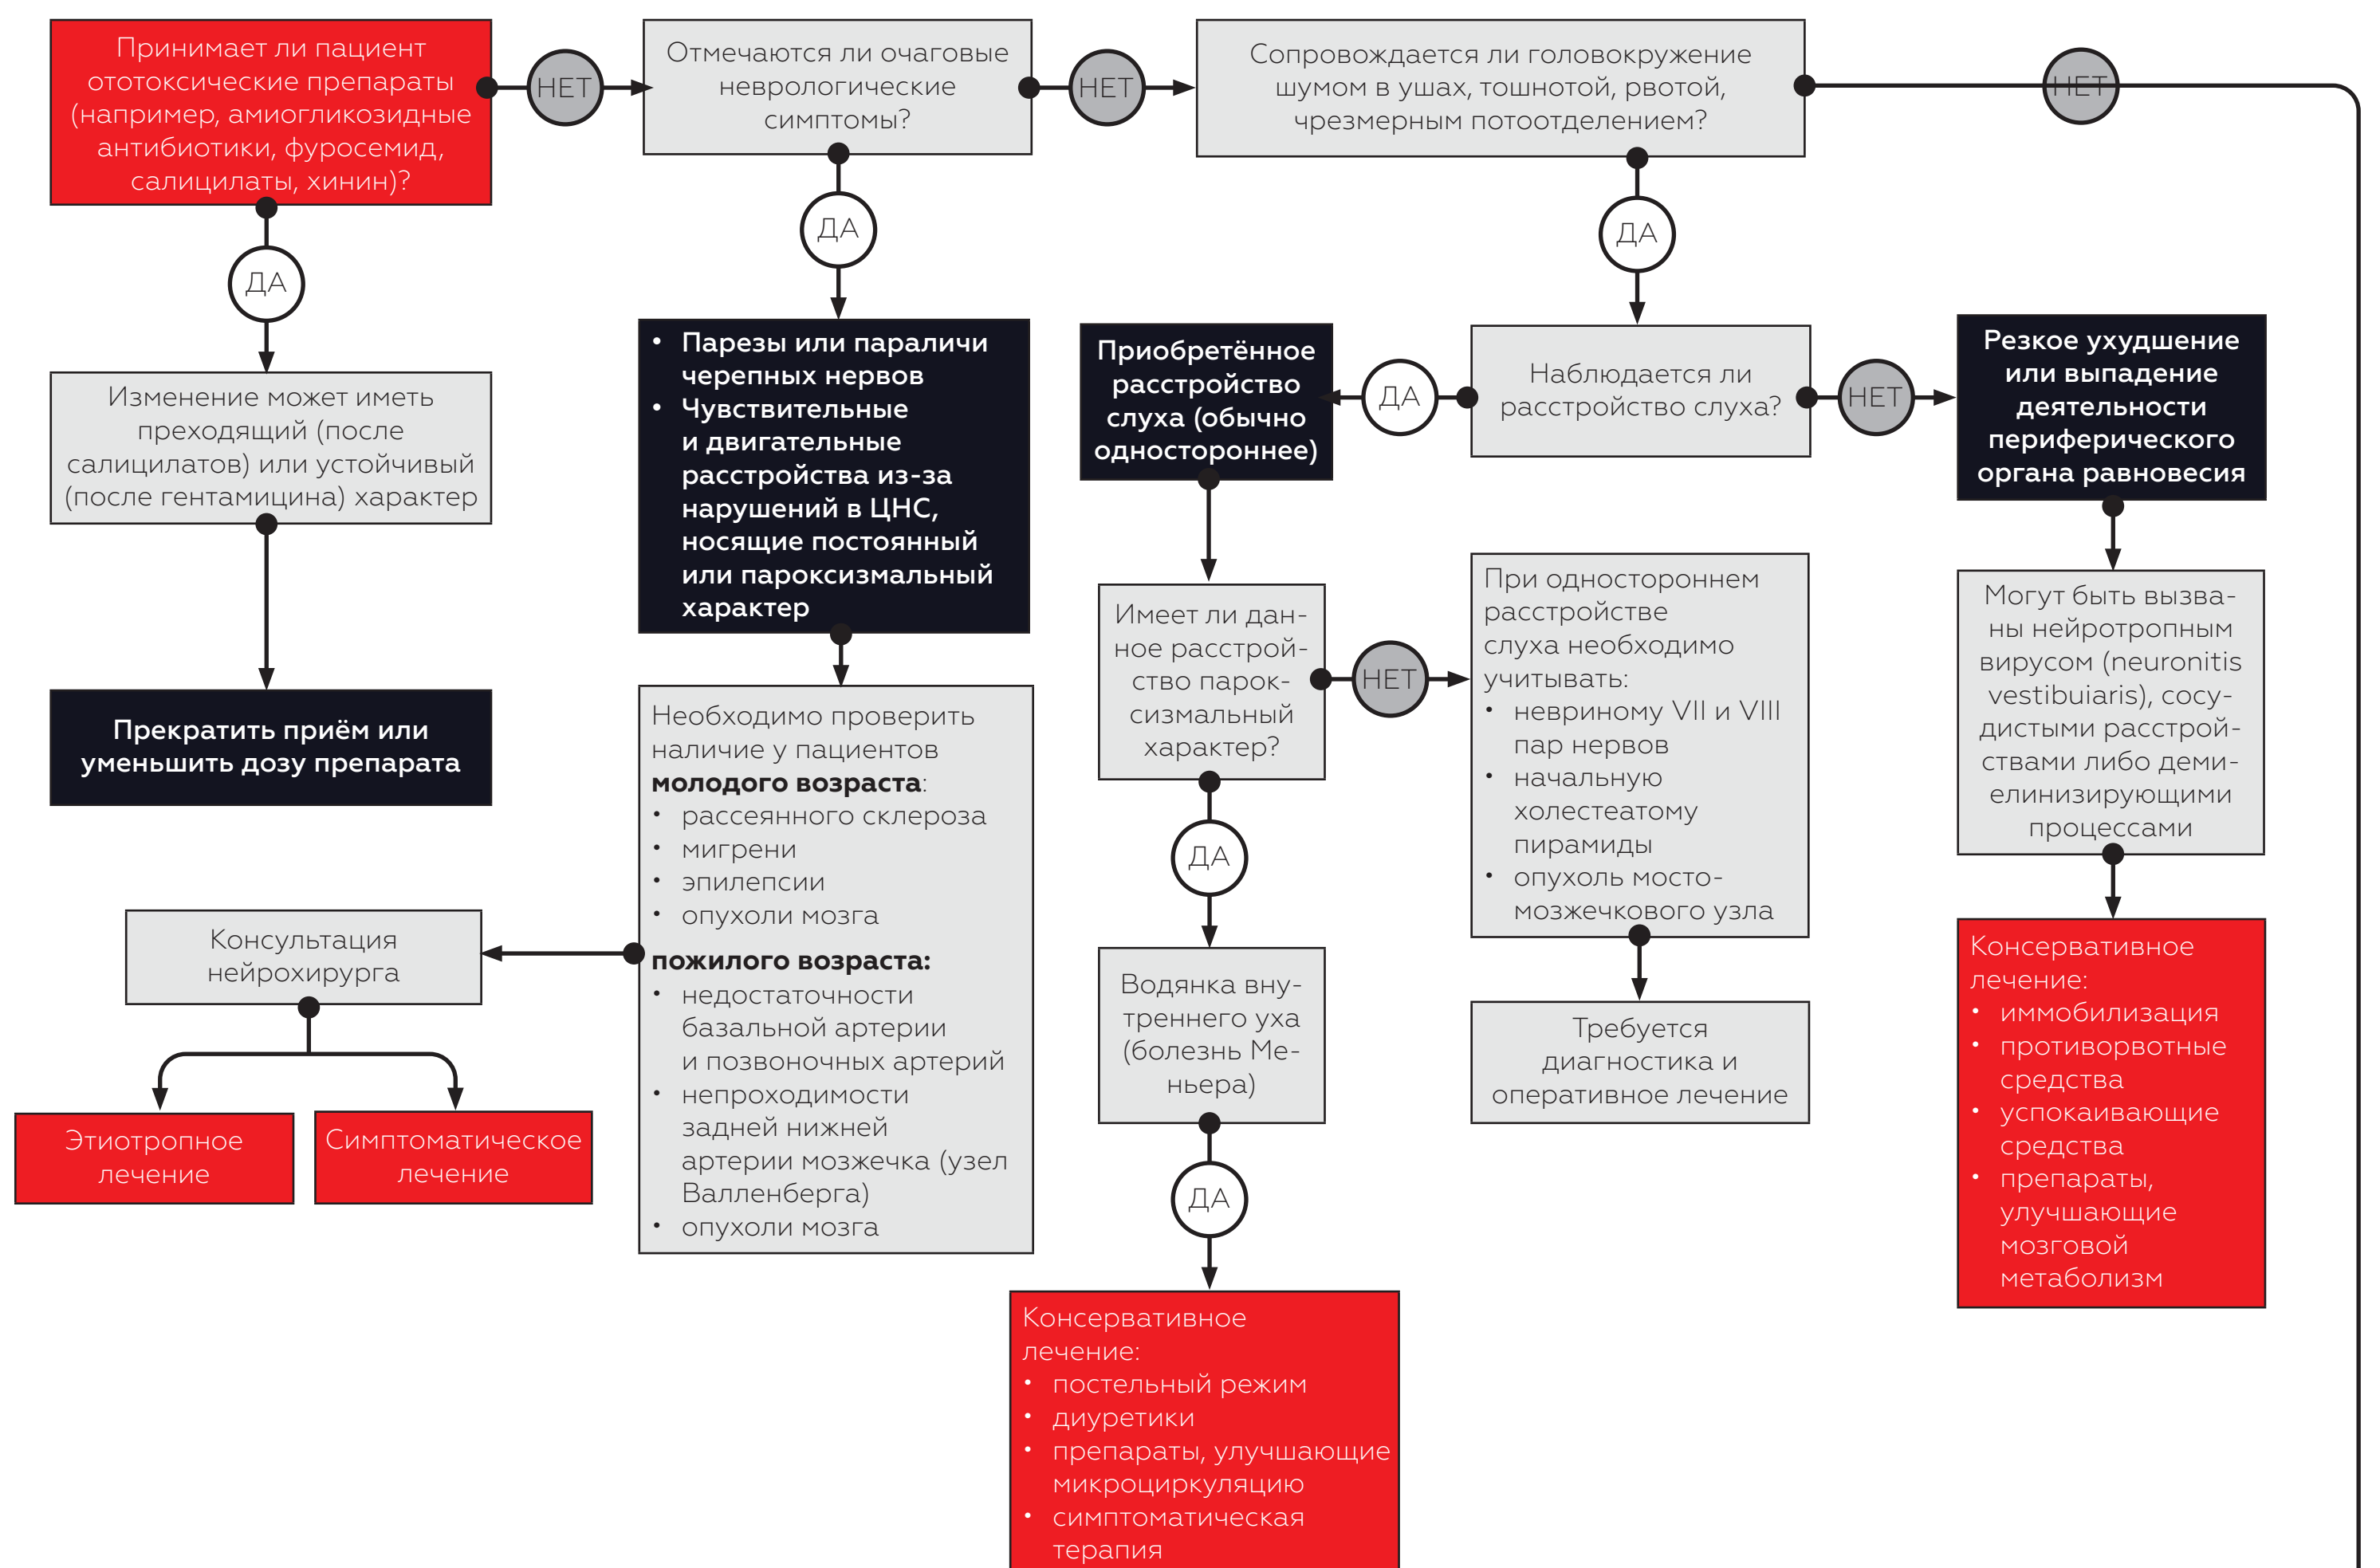 Принимает ли пациент
ототоксические препараты
(например, амиогликозидные
антибиотики, фуросемид,
салицилаты, хинин)?
НЕТ
Отмечаются ли очаговые
неврологические
симптомы?
НЕТ
Сопровождается ли головокружение
шумом в ушах, тошнотой, рвотой,
чрезмерным потоотделением?
НЕТ
ДА
ДА
ДА
Изменение может иметь
преходящий (после
салицилатов) или устойчивый
(после гентамицина) характер
Прекратить приём или
уменьшить дозу препарата
• Парезы или параличи
черепных нервов
• Чувствительные
и двигательные
расстройства из-за
нарушений в ЦНС,
носящие постоянный
или пароксизмальный
характер
Необходимо проверить
наличие у пациентов
молодого возраста:
• рассеянного склероза
• мигрени
• эпилепсии
• опухоли мозга
пожилого возраста:
• недостаточности
базальной артерии
и позвоночных артерий
• непроходимости
задней нижней
артерии мозжечка (узел
Валленберга)
• опухоли мозга
Консультация
нейрохирурга
Этиотропное
лечение
Симптоматическое
лечение
Наблюдается ли
расстройство слуха?
ДА
НЕТ
Приобретённое
расстройство
слуха (обычно
одностороннее)
Имеет ли дан-
ное расстрой-
ство парок-
сизмальный
характер?
НЕТ
При одностороннем
расстройстве
слуха необходимо
учитывать:
• невриному VII и VIII
пар нервов
• начальную
холестеатому
пирамиды
• опухоль мосто-
мозжечкового узла
Требуется
диагностика и
оперативное лечение
ДА
Водянка вну-
треннего уха
(болезнь Ме-
ньера)
ДА
Консервативное
лечение:
• постельный режим
• диуретики
• препараты, улучшающие
микроциркуляцию
• симптоматическая
терапия
Резкое ухудшение
или выпадение
деятельности
периферического
органа равновесия
Могут быть вызва-
ны нейротропным
вирусом (neuronitis
vestibuiaris), сосу-
дистыми расстрой-
ствами либо деми-
елинизирующими
процессами
Консервативное
лечение:
• иммобилизация
• противорвотные
средства
• успокаивающие
средства
• препараты,
улучшающие
мозговой
метаболизм